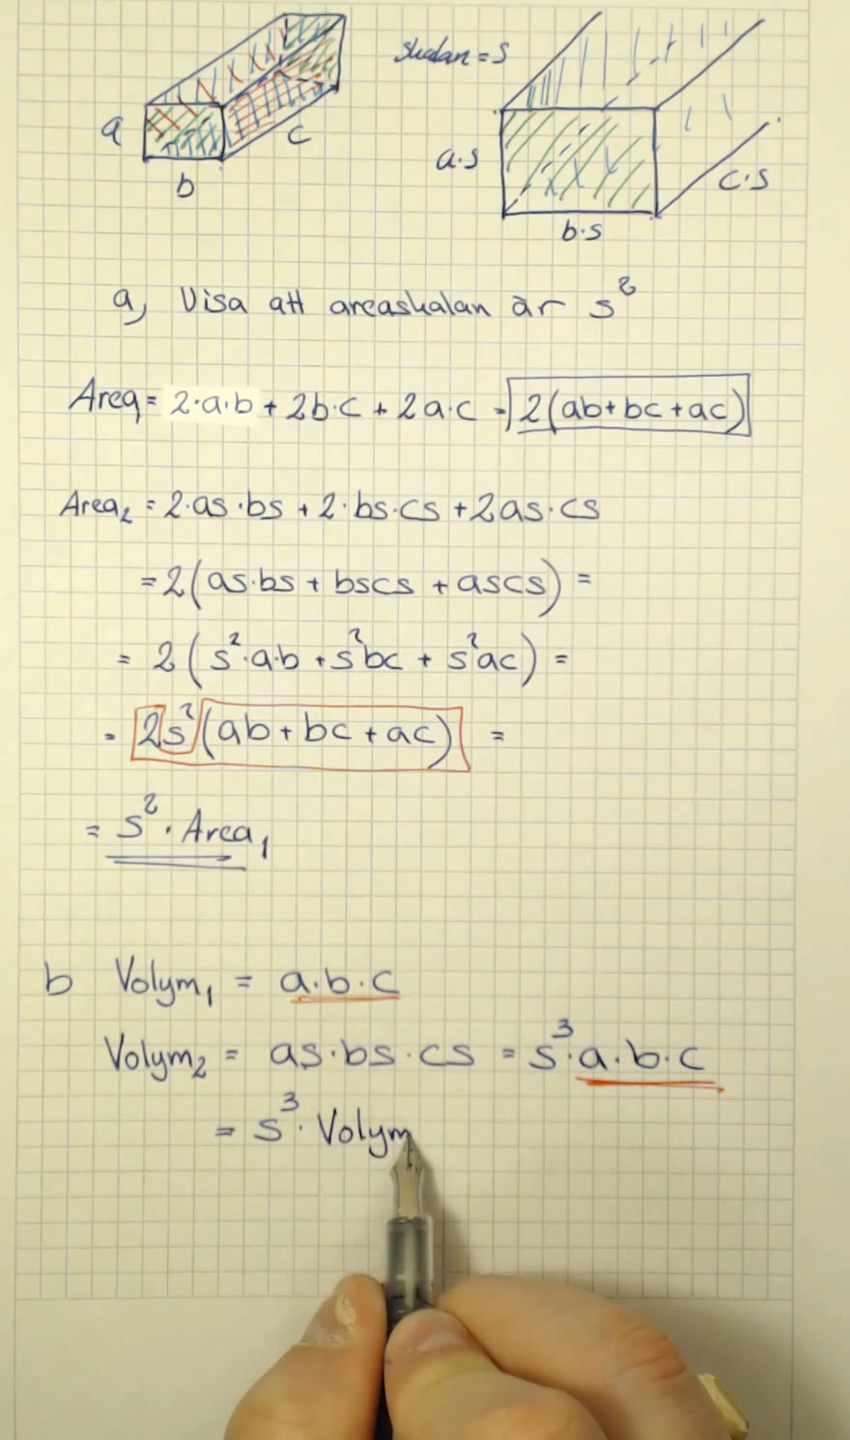 a
b
c
skalan = s
a·s
b·s
c·s
a) Visa att areaskalan är s²
Area = 2·a·b + 2b·c + 2a·c = 2(ab+bc+ac)
Area₂ = 2·as·bs + 2·bs·cs + 2as·cs
= 2(as·bs + bscs + ascs) =
= 2(s²·a·b + s²bc + s²ac) =
= 2s²(ab + bc + ac) =
= s² · Area₁
b Volym₁ = a·b·c
Volym₂ = as·bs·cs = s³·a·b·c
= s³· Volym